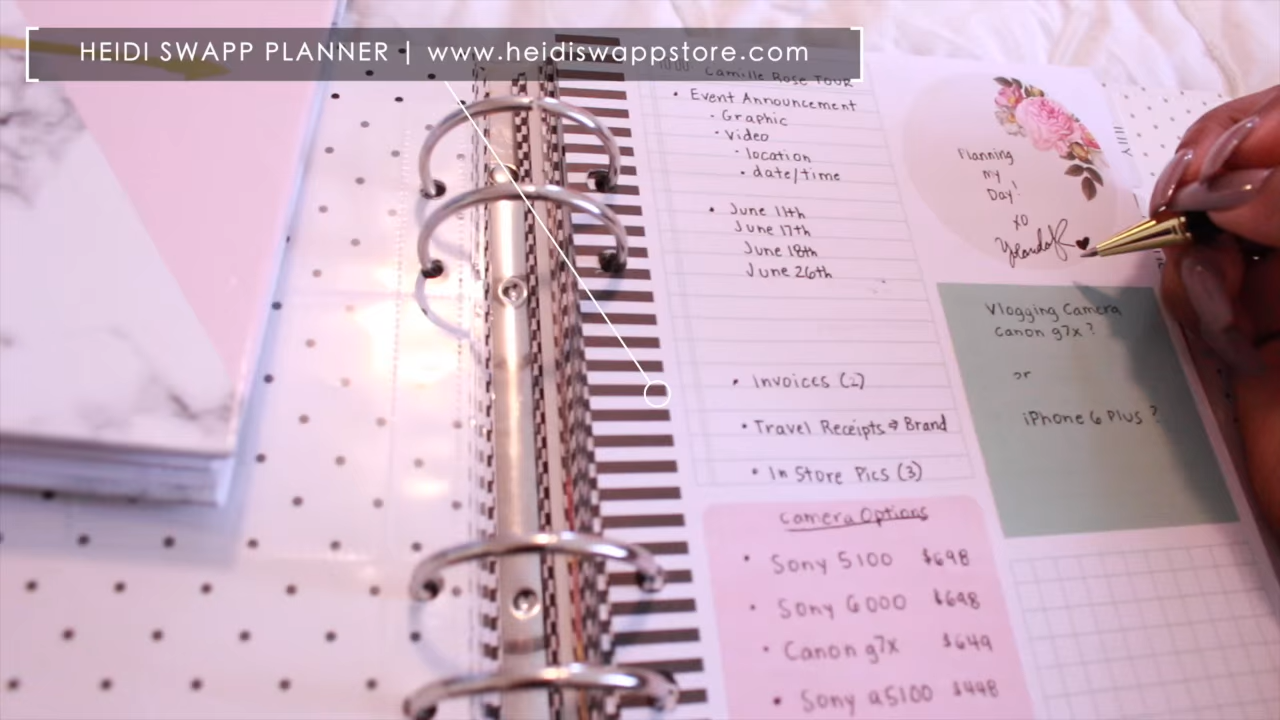 HEIDI SWAPP PLANNER | www.heidiswappstore.com
10:00 Camille Rose TOUR
• Event Announcement
• Graphic
• Video
• location
• date/time
• June 11th
June 17th
June 18th
June 26th
• Invoices (2)
• Travel Receipts → Brand
• In Store Pics (3)
Camera Options
• Sony 5100 $698
• Sony 6000 $648
• Canon g7x $649
• Sony a5100 $448
Planning
my
Day!
xo
Vlogging Camera
Canon g7x?
or
iPhone 6 Plus?